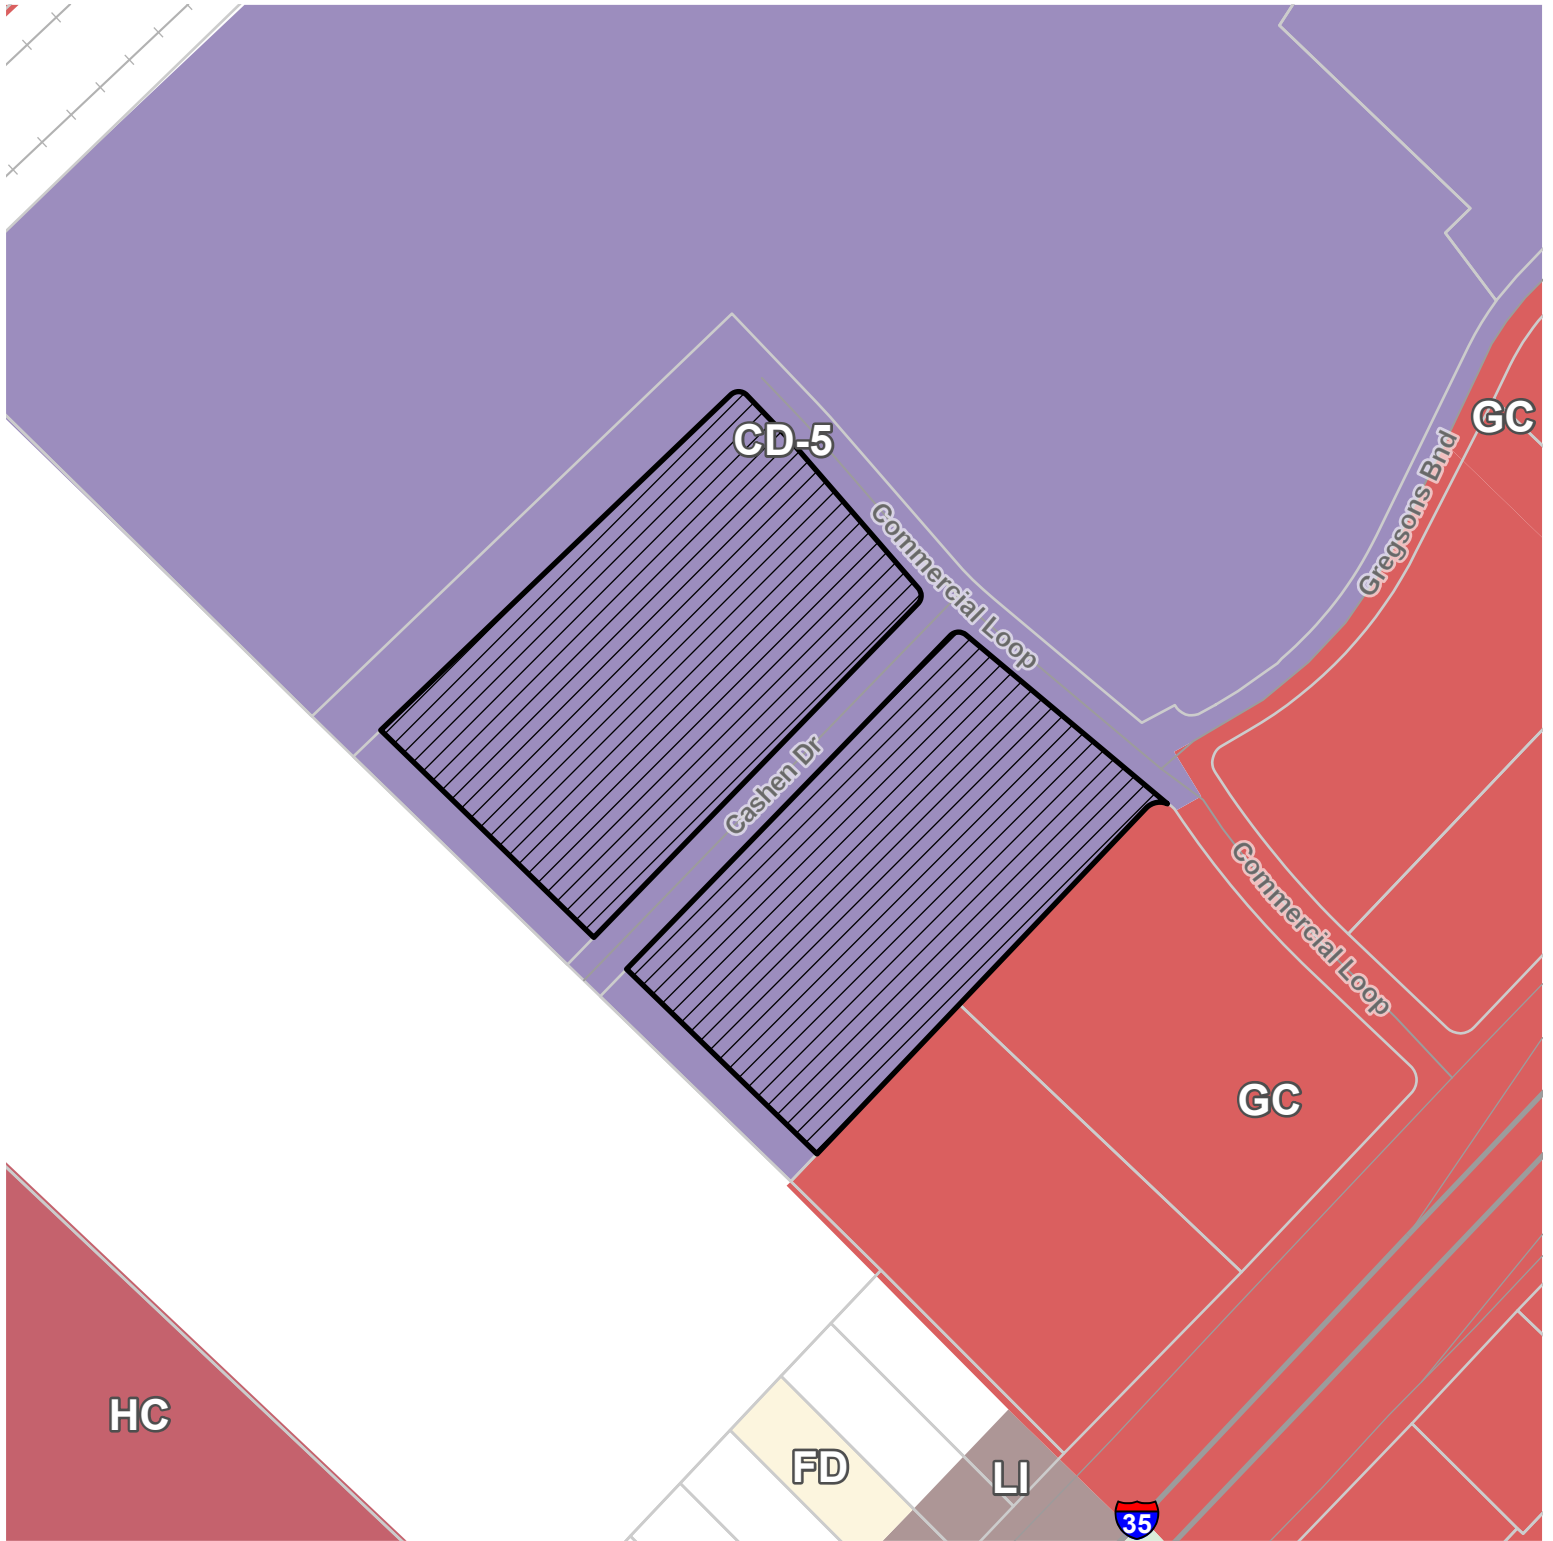 GC
CD-5
Gregsons Bnd
Commercial Loop
Cashen Dr
Commercial Loop
GC
HC
FD
LI
35